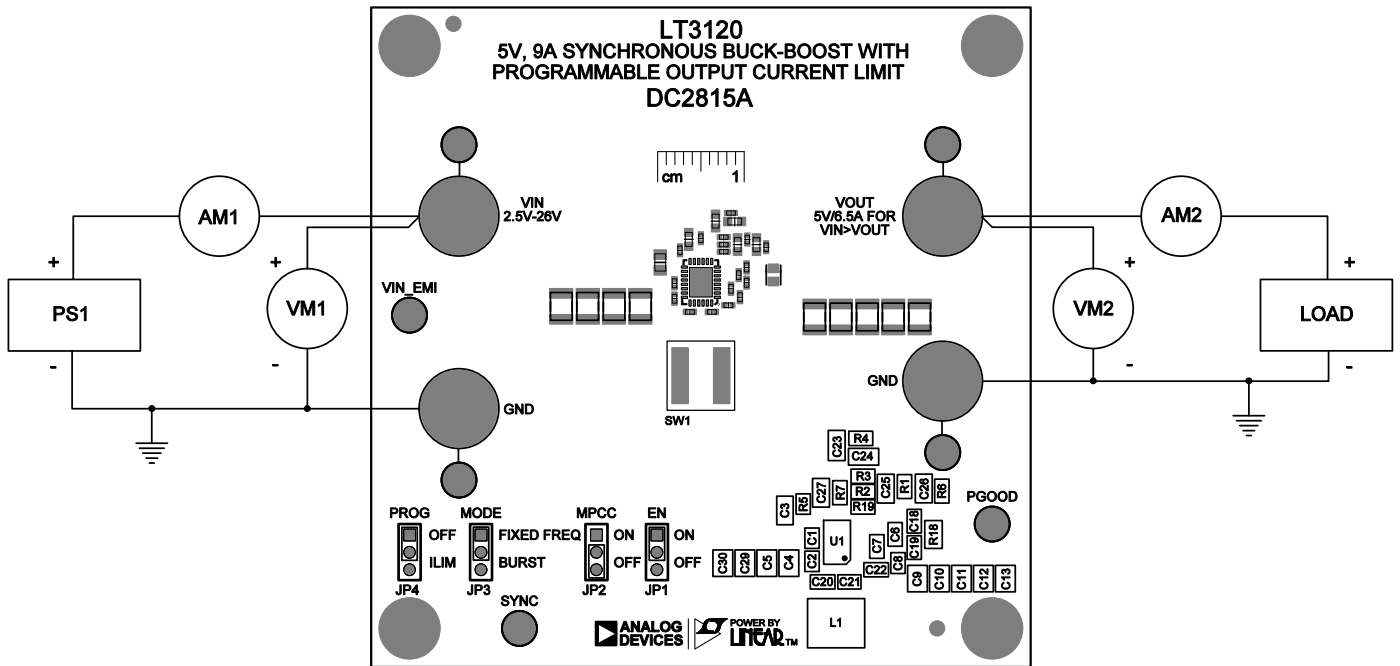 LT3120
5V, 9A SYNCHRONOUS BUCK-BOOST WITH
PROGRAMMABLE OUTPUT CURRENT LIMIT
DC2815A
cm 1
VIN
2.5V-26V
VOUT
5V/6.5A FOR
VIN>VOUT
AM1
AM2
+
+
+
+
PS1
VM1
VIN_EMI
VM2
LOAD
-
-
-
-
GND
GND
SW1
C23
R4
C24
R3
R2
R19
C27
R7
C25
R1
C26
R6
C3
R5
PGOOD
PROG
OFF
ILIM
JP4
MODE
FIXED FREQ
BURST
JP3
MPCC
ON
OFF
JP2
EN
ON
OFF
JP1
C1
C2
U1
C7
C6
C18
C19
R18
C8
C30
C29
C5
C4
C20
C21
C22
C9
C10
C11
C12
C13
SYNC
L1
ANALOG
DEVICES
POWER BY
LINEAR TM